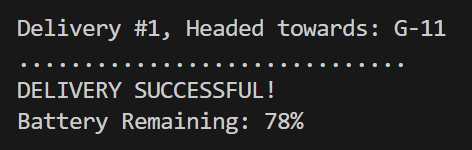 Delivery #1, Headed towards: G-11
..............................
DELIVERY SUCCESSFUL!
Battery Remaining: 78%